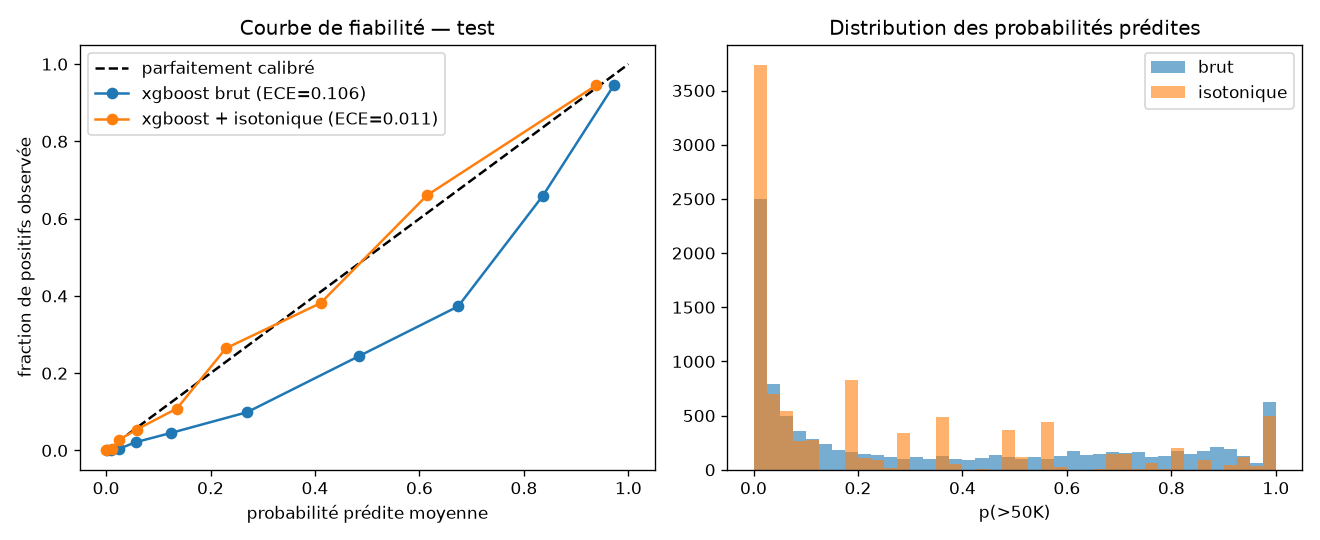 Courbe de fiabilité — test
parfaitement calibré
xgboost brut (ECE=0.106)
xgboost + isotonique (ECE=0.011)
fraction de positifs observée
1.0
0.8
0.6
0.4
0.2
0.0
0.0 0.2 0.4 0.6 0.8 1.0
probabilité prédite moyenne
Distribution des probabilités prédites
brut
isotonique
3500
3000
2500
2000
1500
1000
500
0
0.0 0.2 0.4 0.6 0.8 1.0
p(>50K)